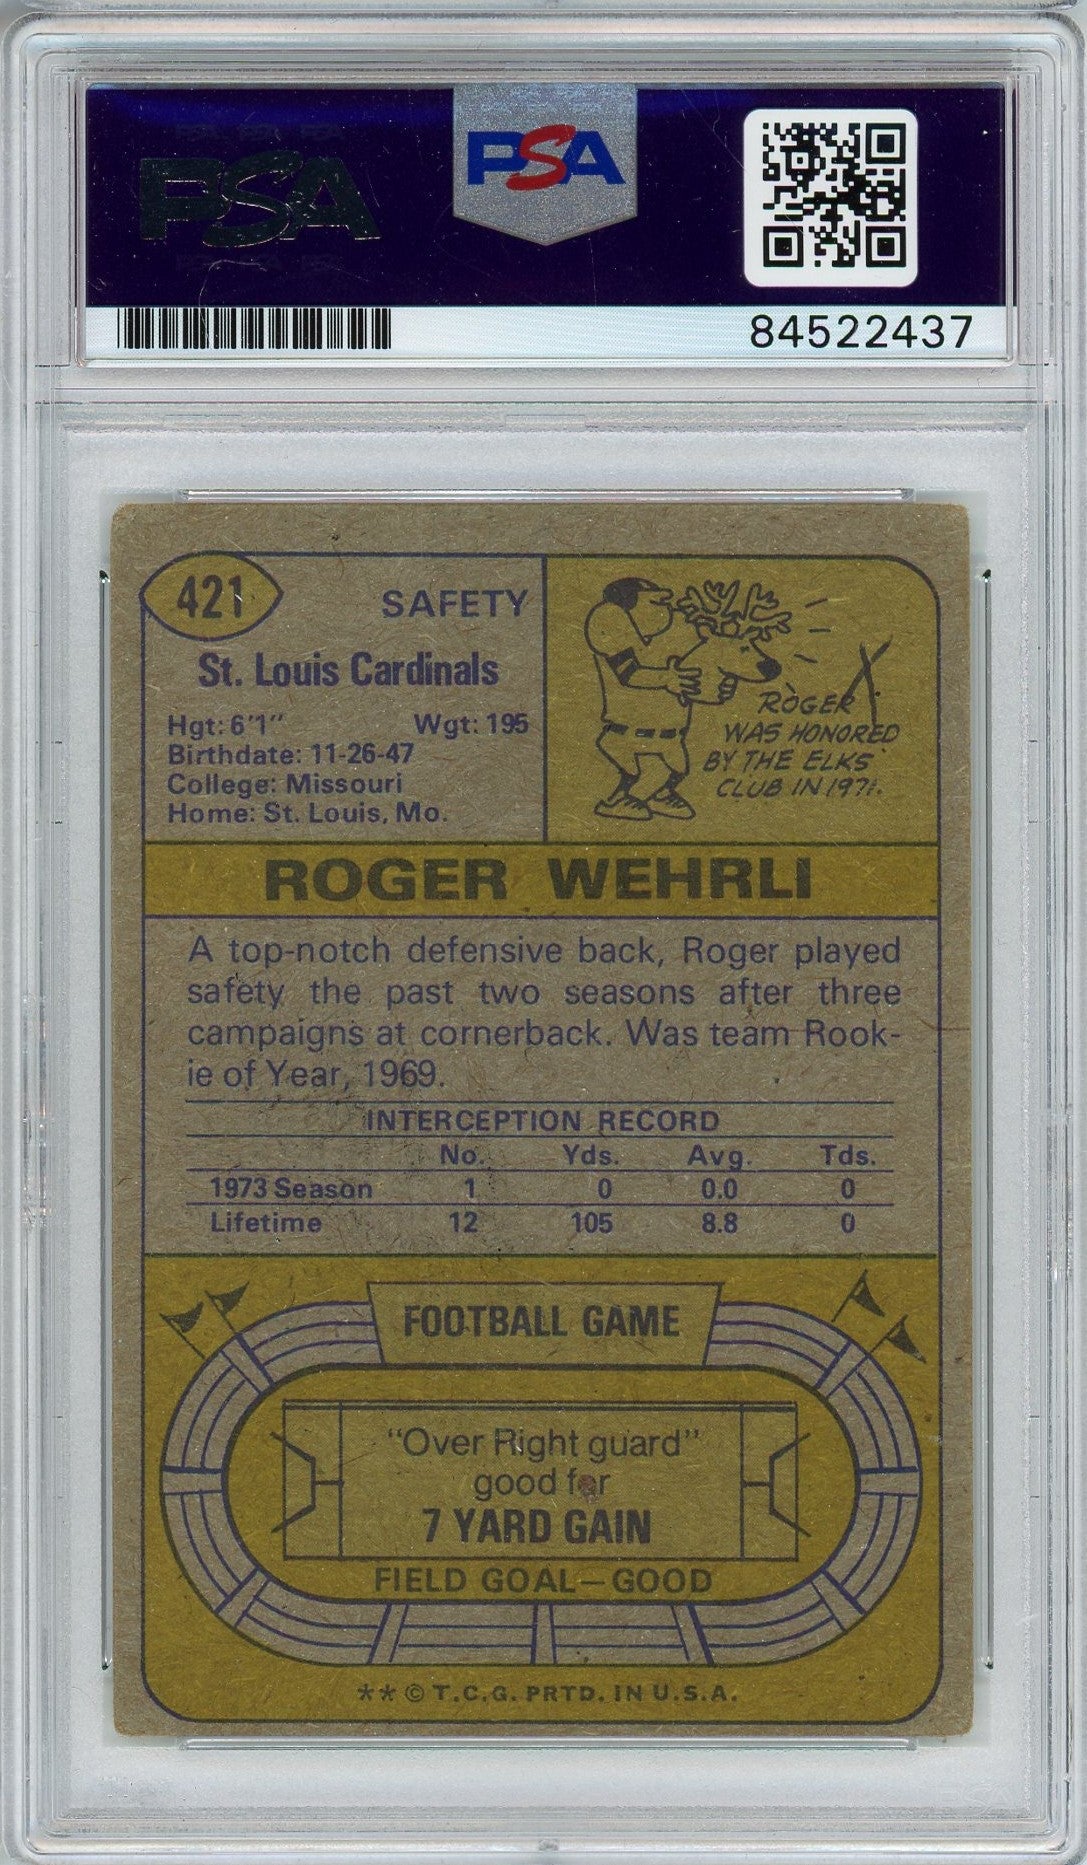 PSA
PSA
84522437
421
SAFETY
St. Louis Cardinals
Hgt: 6'1" Wgt: 195
Birthdate: 11-26-47
College: Missouri
Home: St. Louis, Mo.
ROGER
WAS HONORED
BY THE ELKS
CLUB IN 1971.
ROGER WEHRLI
A top-notch defensive back, Roger played
safety the past two seasons after three
campaigns at cornerback. Was team Rook-
ie of Year, 1969.
INTERCEPTION RECORD
No. Yds. Avg. Tds.
1973 Season 1 0 0.0 0
Lifetime 12 105 8.8 0
FOOTBALL GAME
"Over Right guard"
good for
7 YARD GAIN
FIELD GOAL—GOOD
** © T.C.G. PRTD. IN U.S.A.